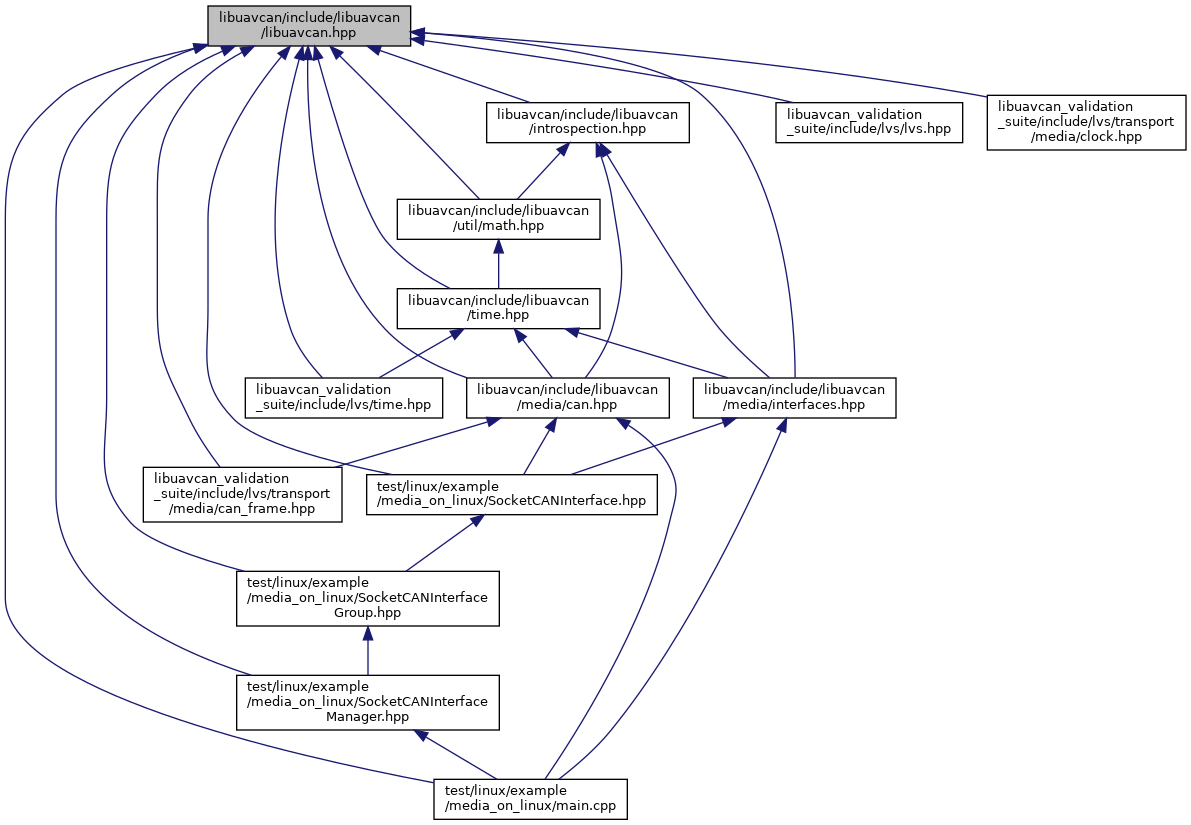 libuavcan/include/libuavcan
/libuavcan.hpp
libuavcan/include/libuavcan
/introspection.hpp
libuavcan_validation
_suite/include/lvs/lvs.hpp
libuavcan_validation
_suite/include/lvs/transport
/media/clock.hpp
libuavcan/include/libuavcan
/util/math.hpp
libuavcan/include/libuavcan
/time.hpp
libuavcan_validation
_suite/include/lvs/time.hpp
libuavcan/include/libuavcan
/media/can.hpp
libuavcan/include/libuavcan
/media/interfaces.hpp
libuavcan_validation
_suite/include/lvs/transport
/media/can_frame.hpp
test/linux/example
/media_on_linux/SocketCANInterface.hpp
test/linux/example
/media_on_linux/SocketCANInterface
Group.hpp
test/linux/example
/media_on_linux/SocketCANInterface
Manager.hpp
test/linux/example
/media_on_linux/main.cpp